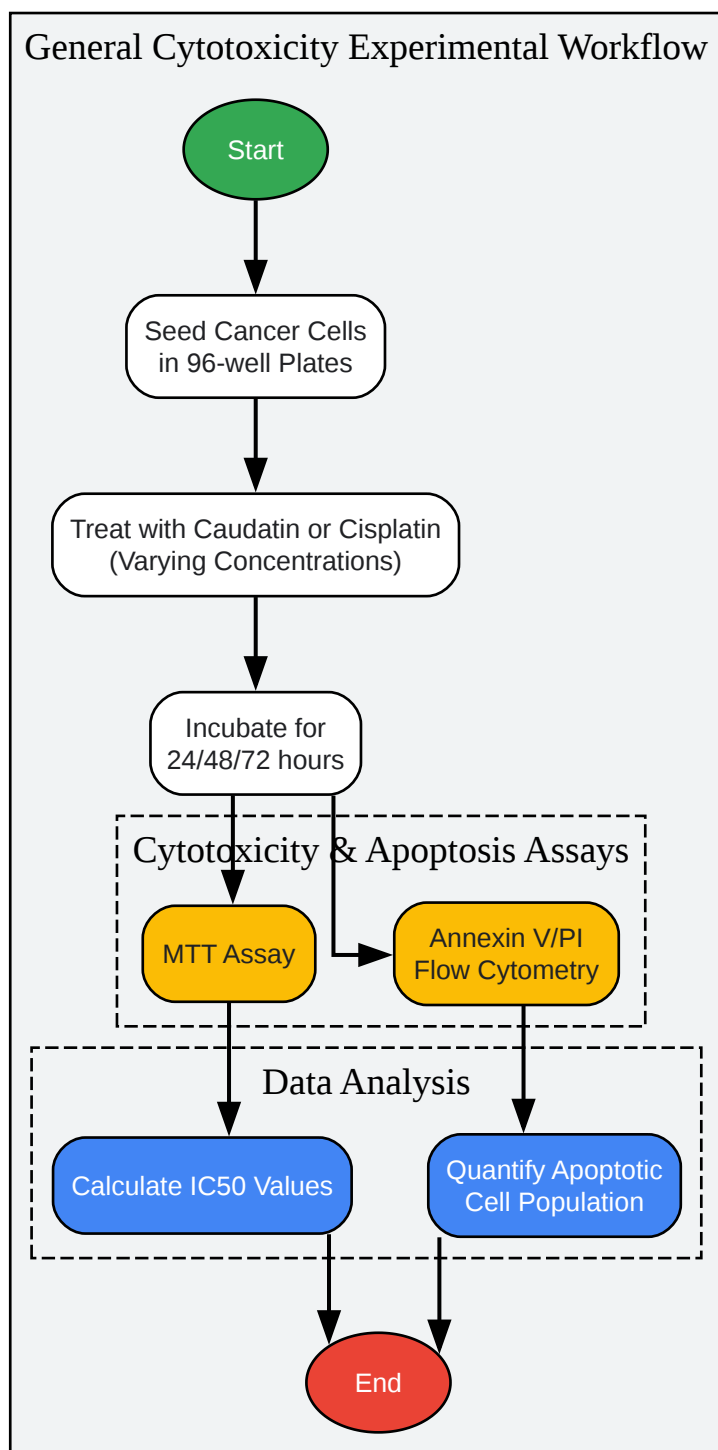 General Cytotoxicity Experimental Workflow
Start
Seed Cancer Cells
in 96-well Plates
Treat with Caudatin or Cisplatin
(Varying Concentrations)
Incubate for
24/48/72 hours
Cytotoxicity & Apoptosis Assays
MTT Assay
Annexin V/PI
Flow Cytometry
Data Analysis
Calculate IC50 Values
Quantify Apoptotic
Cell Population
End